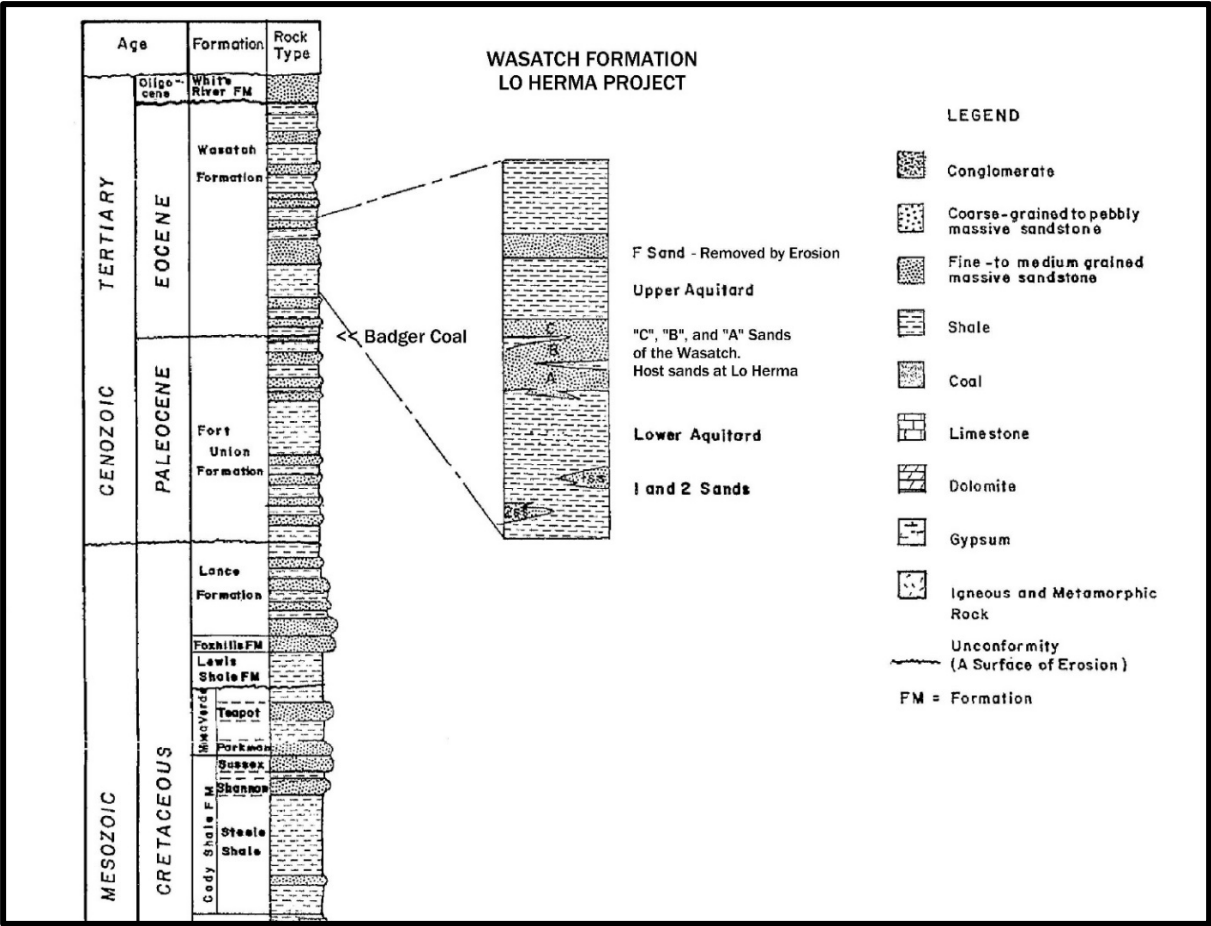 Age
Formation
Rock
Type
WASATCH FORMATION
LO HERMA PROJECT
TERTIARY
CENOZOIC
MESOZOIC
Oligo-
cene
EOCENE
PALEOCENE
CRETACEOUS
White
River FM
Wasatch
Formation
Fort
Union
Formation
Lance
Formation
Foxhills FM
Lewis
Shale FM
MesaVerde
Teapot
Parkman
Cody Shale FM
Sussex
Shannon
Steele
Shale
<< Badger Coal
C
B
A
F Sand - Removed by Erosion
Upper Aquitard
"C", "B", and "A" Sands
of the Wasatch.
Host sands at Lo Herma
Lower Aquitard
1 and 2 Sands
LEGEND
Conglomerate
Coarse-grained to pebbly
massive sandstone
Fine-to medium grained
massive sandstone
Shale
Coal
Limestone
Dolomite
Gypsum
Igneous and Metamorphic
Rock
Unconformity
(A Surface of Erosion)
FM = Formation